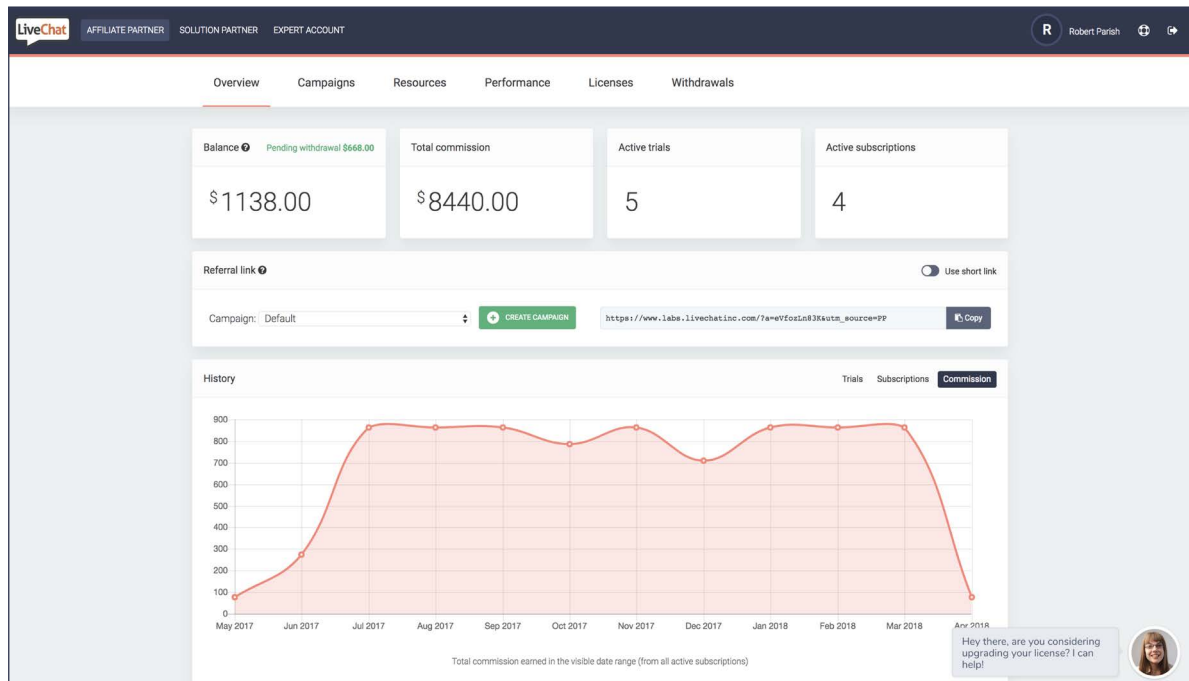 LiveChat AFFILIATE PARTNER SOLUTION PARTNER EXPERT ACCOUNT R Robert Parish
Overview Campaigns Resources Performance Licenses Withdrawals
Balance Pending withdrawal $668.00
$1138.00
Total commission
$8440.00
Active trials
5
Active subscriptions
4
Referral link Use short link
Campaign: Default CREATE CAMPAIGN https://www.labs.livechatinc.com/?a=eVfozLn83K&utm_source=PP Copy
History Trials Subscriptions Commission
900
800
700
600
500
400
300
200
100
0
May 2017 Jun 2017 Jul 2017 Aug 2017 Sep 2017 Oct 2017 Nov 2017 Dec 2017 Jan 2018 Feb 2018 Mar 2018 Apr 2018
Total commission earned in the visible date range (from all active subscriptions)
Hey there, are you considering
upgrading your license? I can
help!